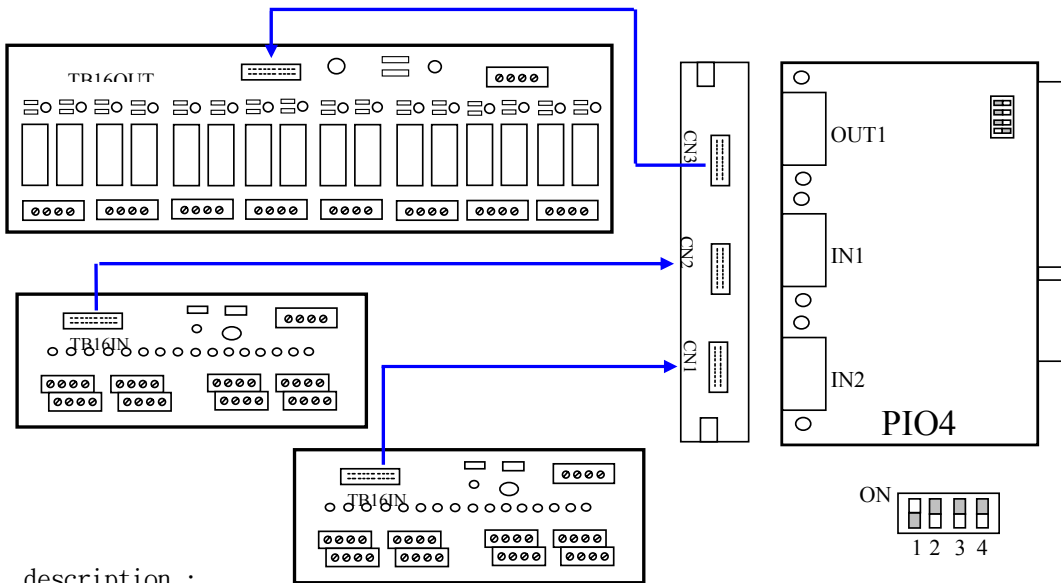 TB16OUT
CN3
OUT1
CN2
IN1
TB16IN
CN1
IN2
PIO4
TB16IN
ON
1 2 3 4
description :